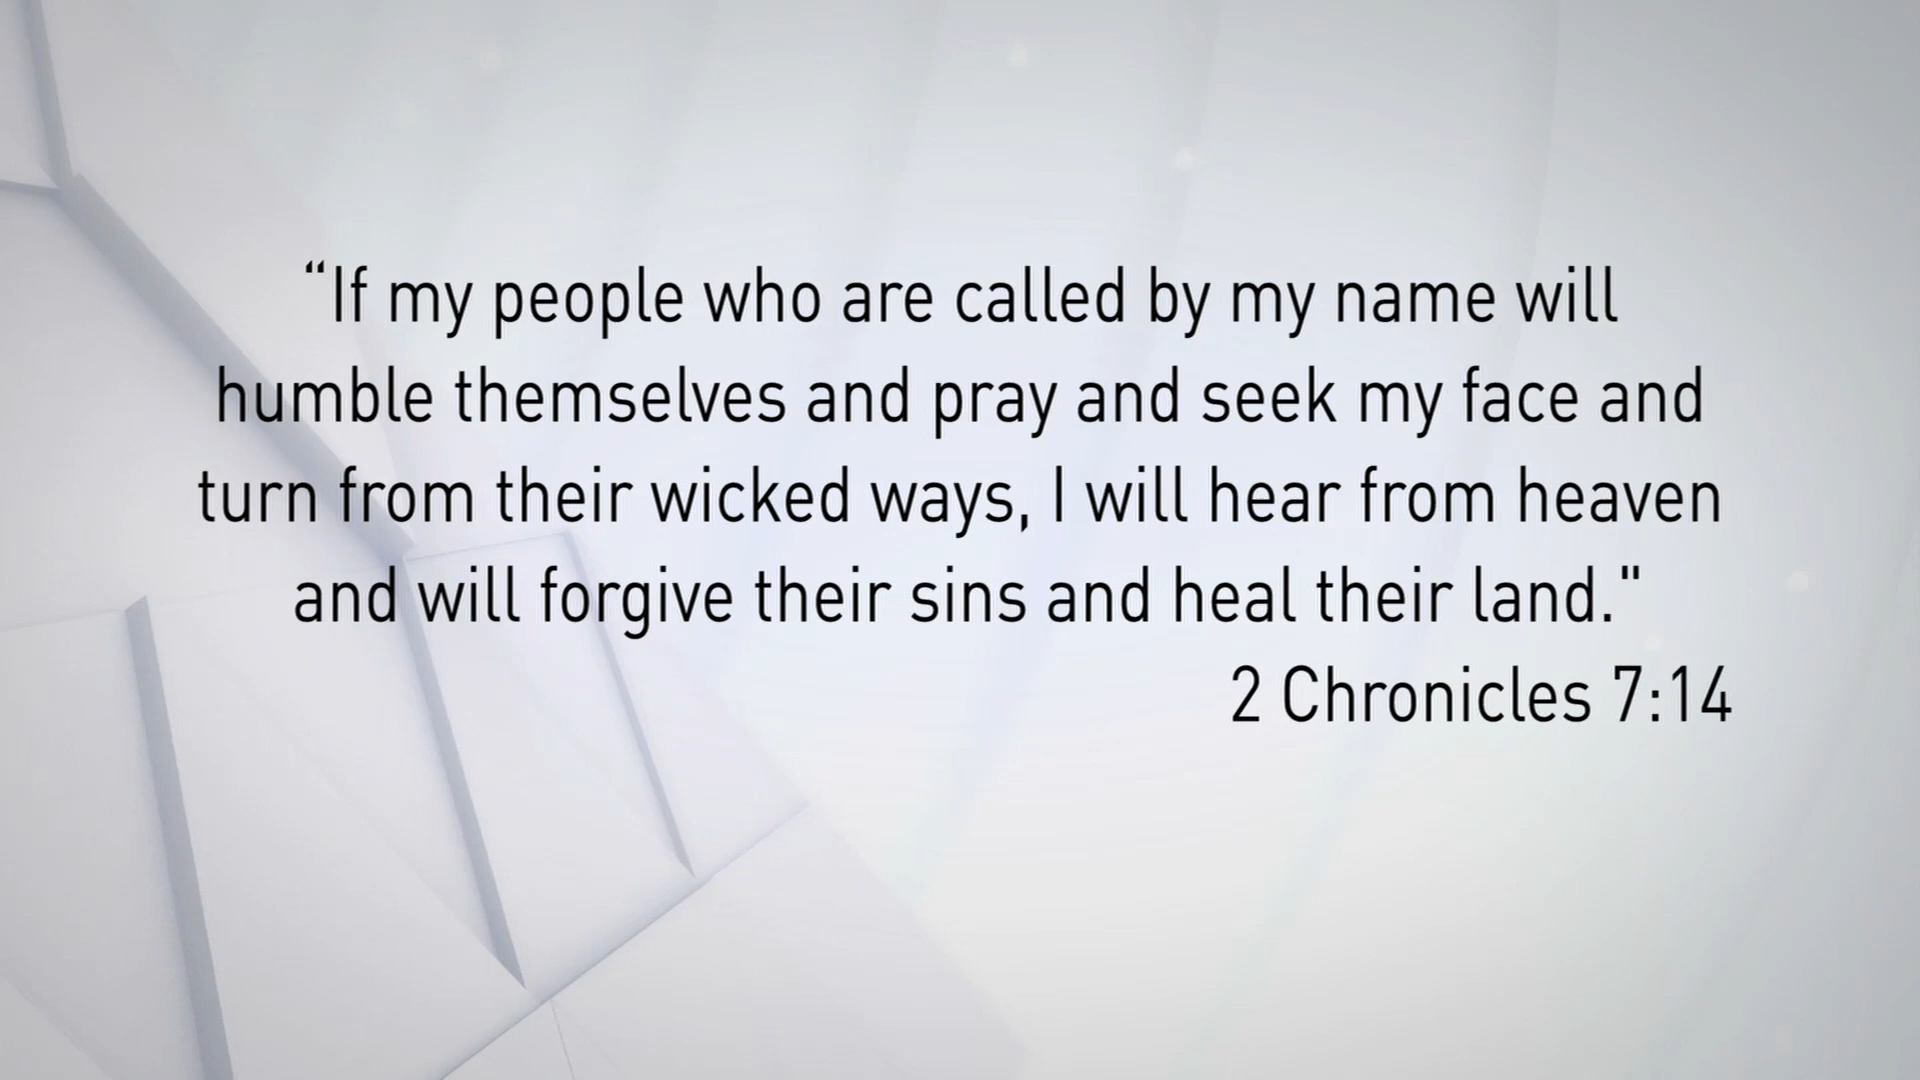 “If my people who are called by my name will
humble themselves and pray and seek my face and
turn from their wicked ways, I will hear from heaven
and will forgive their sins and heal their land."
2 Chronicles 7:14